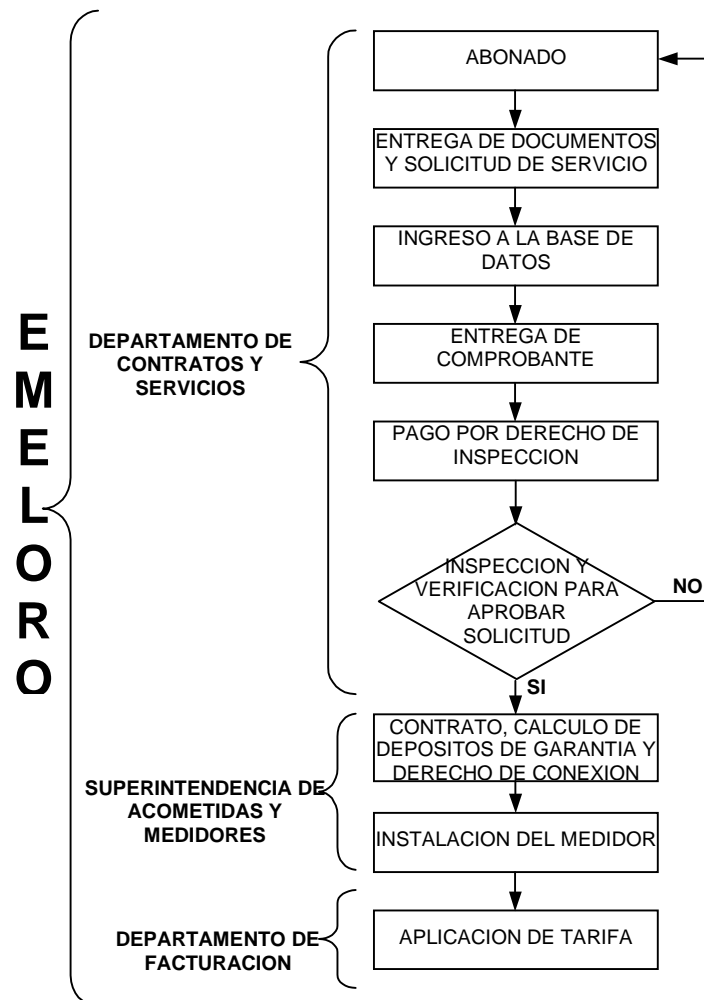 EMELORO
DEPARTAMENTO DE
CONTRATOS Y
SERVICIOS
ABONADO
ENTREGA DE DOCUMENTOS
Y SOLICITUD DE SERVICIO
INGRESO A LA BASE DE
DATOS
ENTREGA DE
COMPROBANTE
PAGO POR DERECHO DE
INSPECCION
INSPECCION Y
VERIFICACION PARA
APROBAR
SOLICITUD
NO
SI
SUPERINTENDENCIA DE
ACOMETIDAS Y
MEDIDORES
CONTRATO, CALCULO DE
DEPOSITOS DE GARANTIA Y
DERECHO DE CONEXION
INSTALACION DEL MEDIDOR
DEPARTAMENTO DE
FACTURACION
APLICACION DE TARIFA